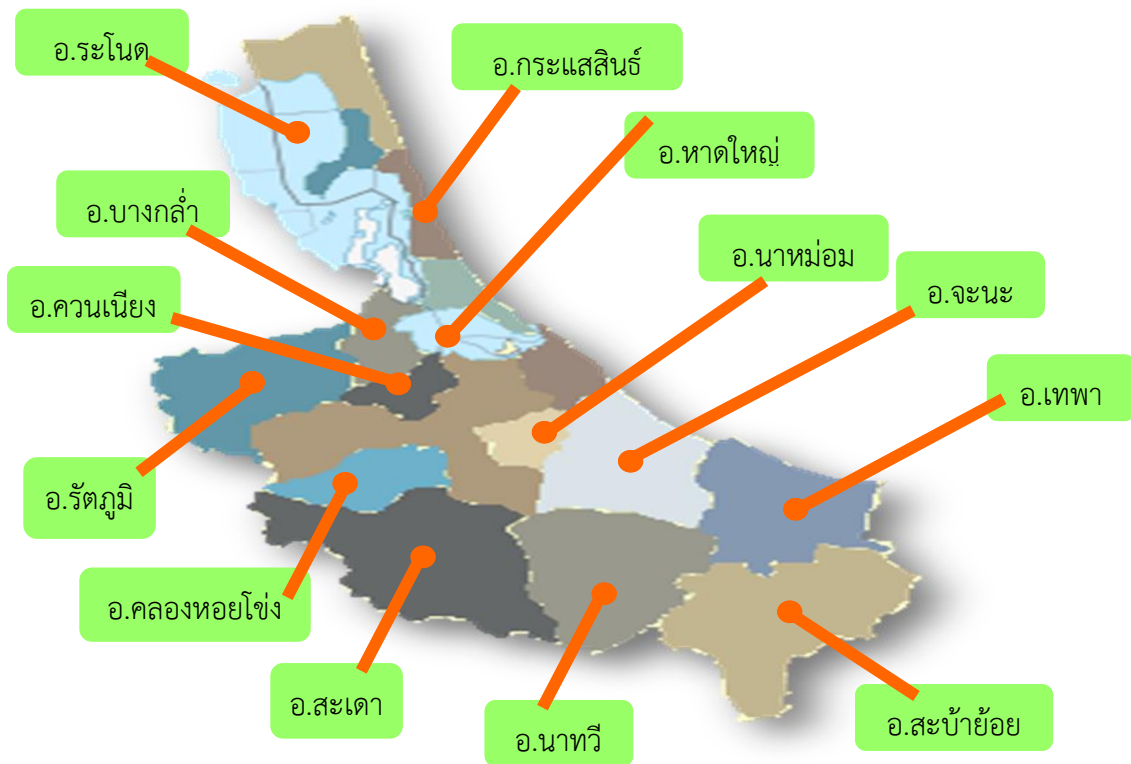 อ.ระโนด
อ.กระแสสินธ์
อ.หาดใหญ่
อ.บางกล่ำ
อ.นาหม่อม
อ.จะนะ
อ.ควนเนียง
อ.เทพา
อ.รัตภูมิ
อ.คลองหอยโข่ง
อ.สะเดา
อ.นาทวี
อ.สะบ้าย้อย